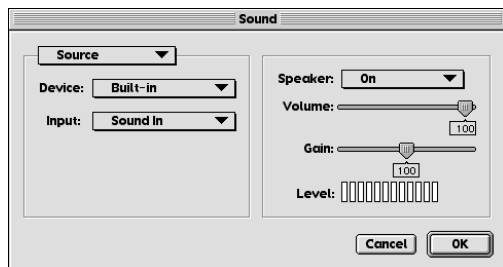 Sound
Source
Device: Built-in
Input: Sound In
Speaker: On
Volume:
100
Gain:
100
Level:
Cancel OK